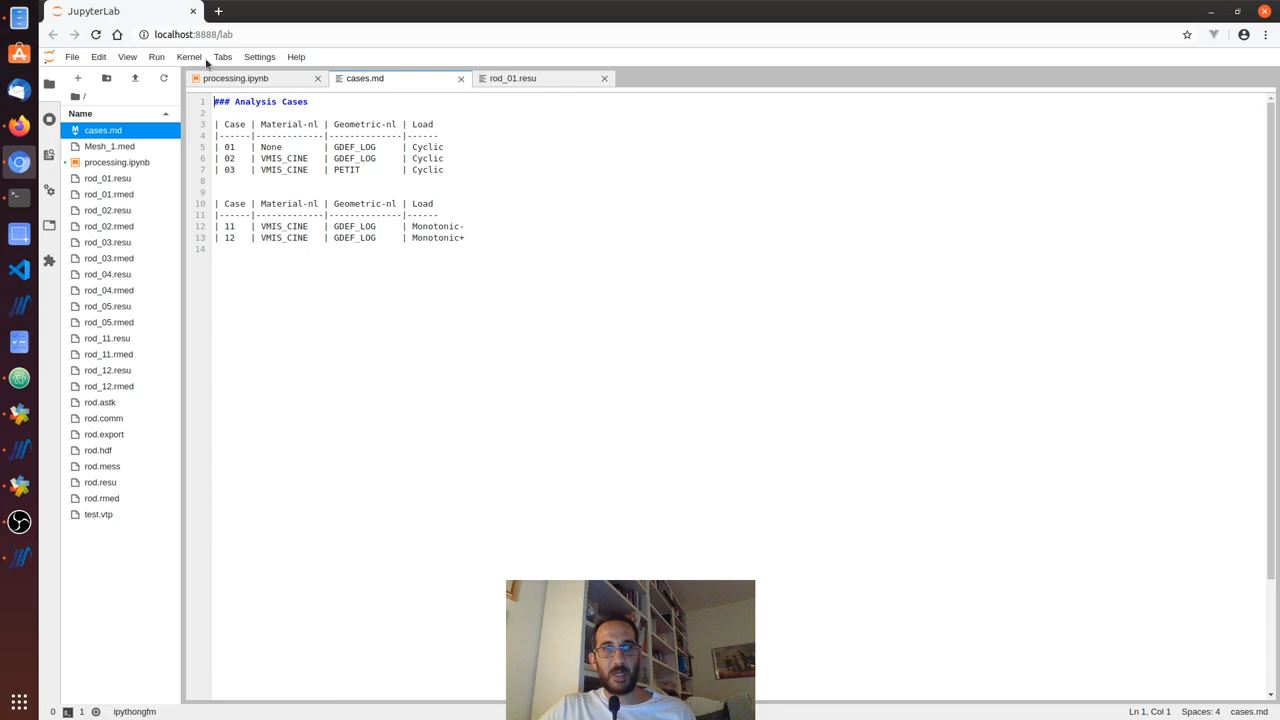 JupyterLab
localhost:8888/lab
File Edit View Run Kernel Tabs Settings Help
processing.ipynb
cases.md
rod_01.resu
/
Name
cases.md
Mesh_1.med
processing.ipynb
rod_01.resu
rod_01.rmed
rod_02.resu
rod_02.rmed
rod_03.resu
rod_03.rmed
rod_04.resu
rod_04.rmed
rod_05.resu
rod_05.rmed
rod_11.resu
rod_11.rmed
rod_12.resu
rod_12.rmed
rod.astk
rod.comm
rod.export
rod.hdf
rod.mess
rod.resu
rod.rmed
test.vtp
1 ### Analysis Cases
2
3 | Case | Material-nl | Geometric-nl | Load
4 |------|-------------|--------------|------
5 | 01 | None | GDEF_LOG | Cyclic
6 | 02 | VMIS_CINE | GDEF_LOG | Cyclic
7 | 03 | VMIS_CINE | PETIT | Cyclic
8
9
10 | Case | Material-nl | Geometric-nl | Load
11 |------|-------------|--------------|------
12 | 11 | VMIS_CINE | GDEF_LOG | Monotonic-
13 | 12 | VMIS_CINE | GDEF_LOG | Monotonic+
14
0 1 ipythongfm
Ln 1, Col 1 Spaces: 4 cases.md